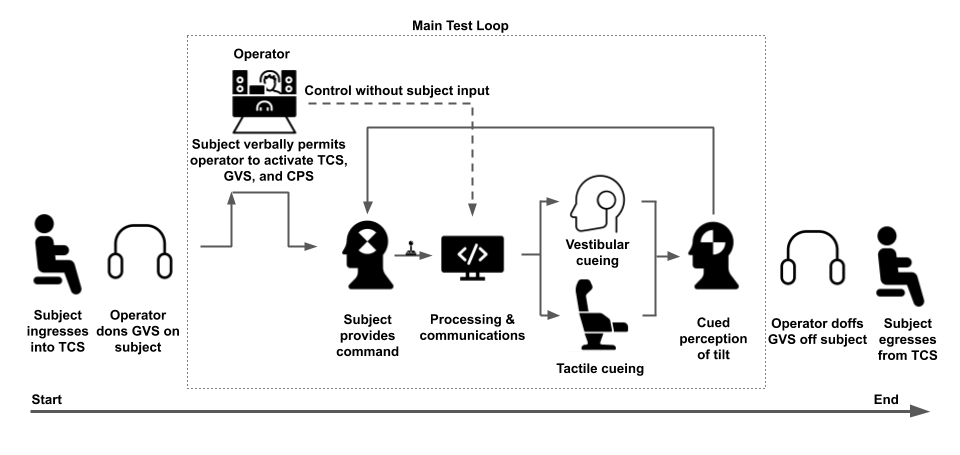 Main Test Loop
Operator
Control without subject input
Subject verbally permits
operator to activate TCS,
GVS, and CPS
</>
Vestibular
cueing
Subject
ingresses
into TCS
Operator
dons GVS on
subject
Subject
provides
command
Processing &
communications
Tactile cueing
Cued
perception
of tilt
Operator doffs
GVS off subject
Subject
egresses
from TCS
Start
End